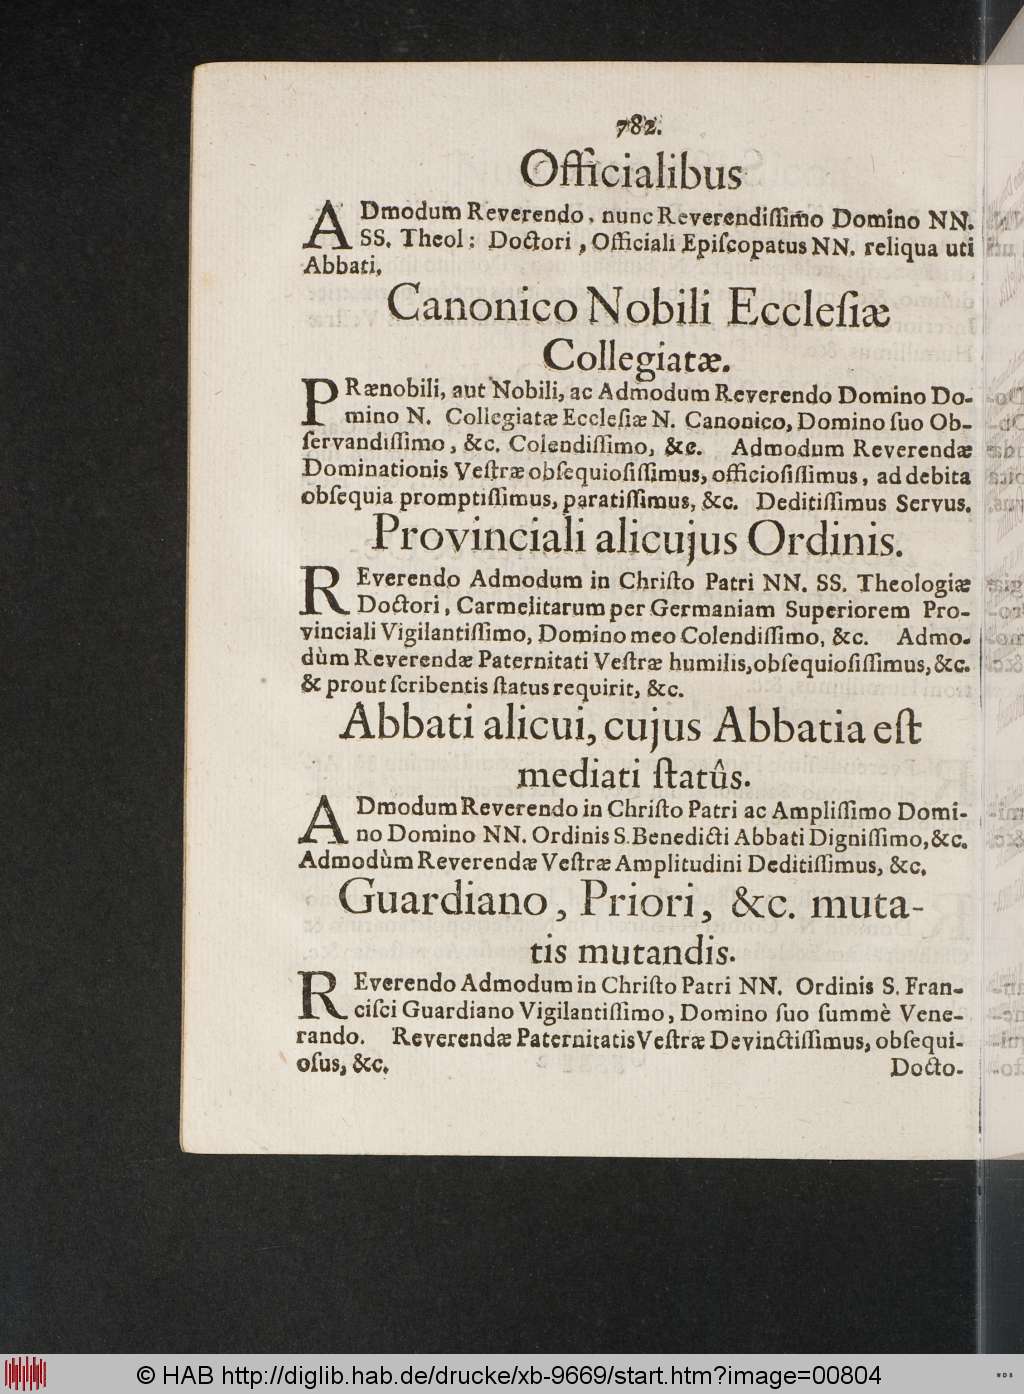 782.
Officialibus
ADmodum Reverendo, nunc Reverendiſſim̃o Domino NN.
SS. Theol: Doctori, Officiali Epiſcopatus NN. reliqua uti
Abbati,
Canonico Nobili Eccleſiæ
Collegiatæ.
PRænobili, aut Nobili, ac Admodum Reverendo Domino Do-
mino N. Collegiatæ Eccleſiæ N. Canonico, Domino ſuo Ob-
ſervandiſſimo, &c. Colendiſſimo, &c. Admodum Reverendæ
Dominationis Veſtræ obſequioſiſſimus, officioſiſſimus, ad debita
obſequia promptiſſimus, paratiſſimus, &c. Deditiſſimus Servus.
Provinciali alicujus Ordinis.
REverendo Admodum in Chriſto Patri NN. SS. Theologiæ
Doctori, Carmelitarum per Germaniam Superiorem Pro-
vinciali Vigilantiſſimo, Domino meo Colendiſſimo, &c. Admo-
dùm Reverendæ Paternitati Veſtræ humilis, obſequioſiſſimus, &c.
& prout ſcribentis ſtatus requirit, &c.
Abbati alicui, cujus Abbatia eſt
mediati ſtatûs.
ADmodum Reverendo in Chriſto Patri ac Ampliſſimo Domi-
no Domino NN. Ordinis S. Benedicti Abbati Digniſſimo, &c.
Admodùm Reverendæ Veſtræ Amplitudini Deditiſſimus, &c.
Guardiano, Priori, &c. muta-
tis mutandis.
REverendo Admodum in Chriſto Patri NN. Ordinis S. Fran-
ciſci Guardiano Vigilantiſſimo, Domino ſuo ſummè Vene-
rando. Reverendæ Paternitatis Veſtræ Devinctiſſimus, obſequi-
oſus, &c.
Docto-
© HAB http://diglib.hab.de/drucke/xb-9669/start.htm?image=00804